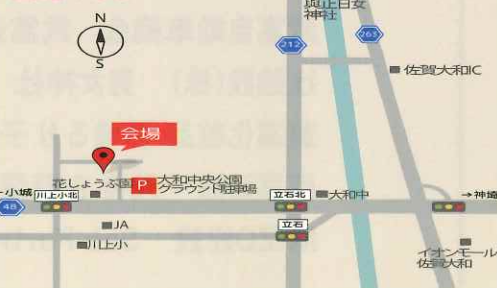 N
S
與止日女
神社
212
263
佐賀大和IC
会場
花しょうぶ園
P
大和中央公園
グラウンド駐車場
←小城
川上小北
48
立石北
大和中
→神埼
JA
立石
川上小
イオンモール
佐賀大和